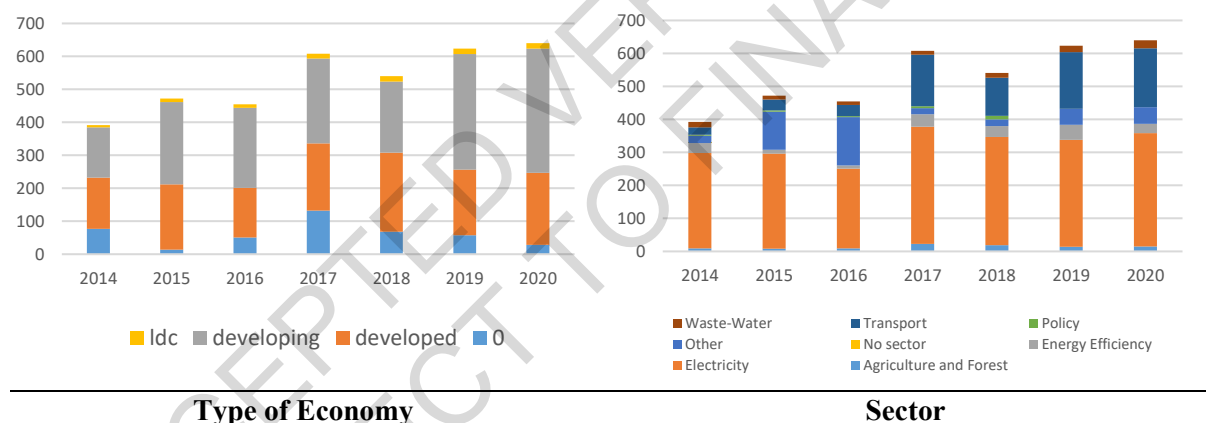 700
600
500
400
300
200
100
0
2014 2015 2016 2017 2018 2019 2020
ldc developing developed 0
Type of Economy
700
600
500
400
300
200
100
0
2014 2015 2016 2017 2018 2019 2020
Waste-Water Transport Policy
Other No sector Energy Efficiency
Electricity Agriculture and Forest
Sector